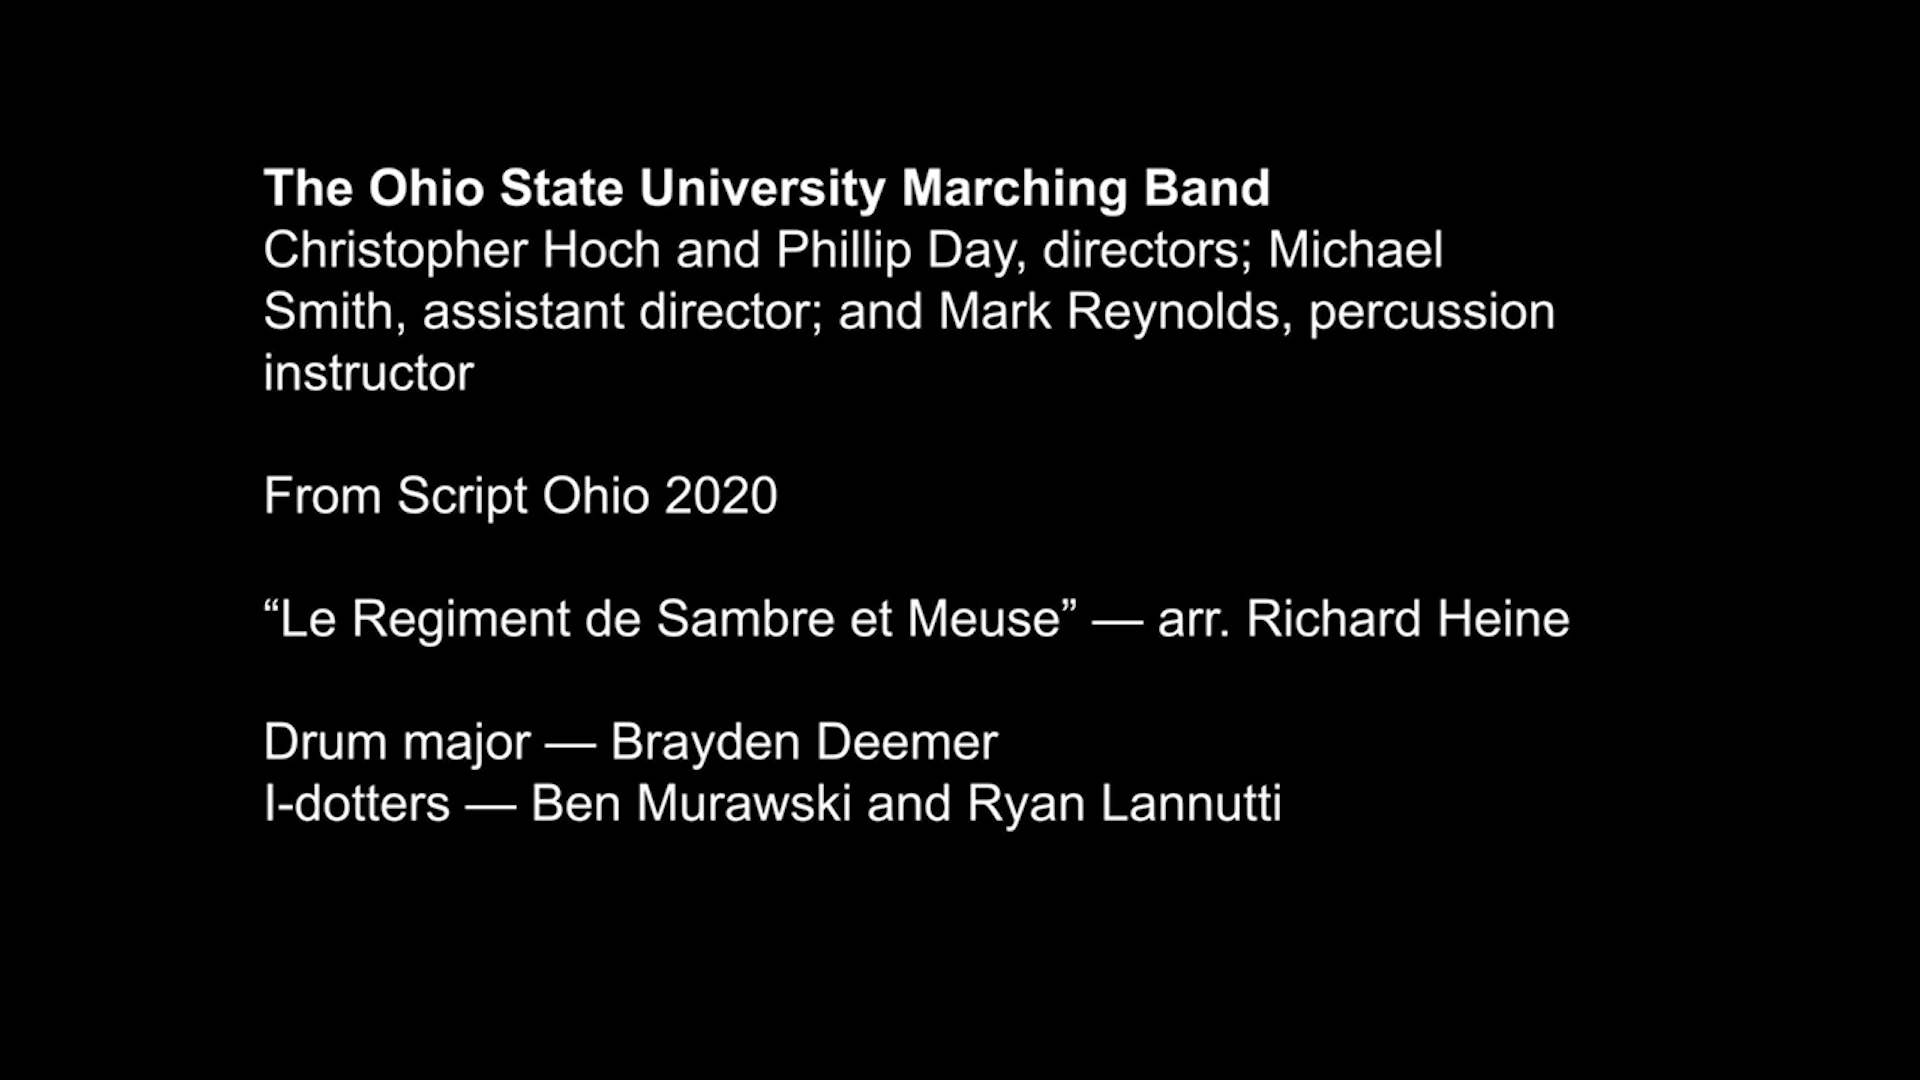 The Ohio State University Marching Band
Christopher Hoch and Phillip Day, directors; Michael
Smith, assistant director; and Mark Reynolds, percussion
instructor
From Script Ohio 2020
“Le Regiment de Sambre et Meuse” — arr. Richard Heine
Drum major — Brayden Deemer
I-dotters — Ben Murawski and Ryan Lannutti